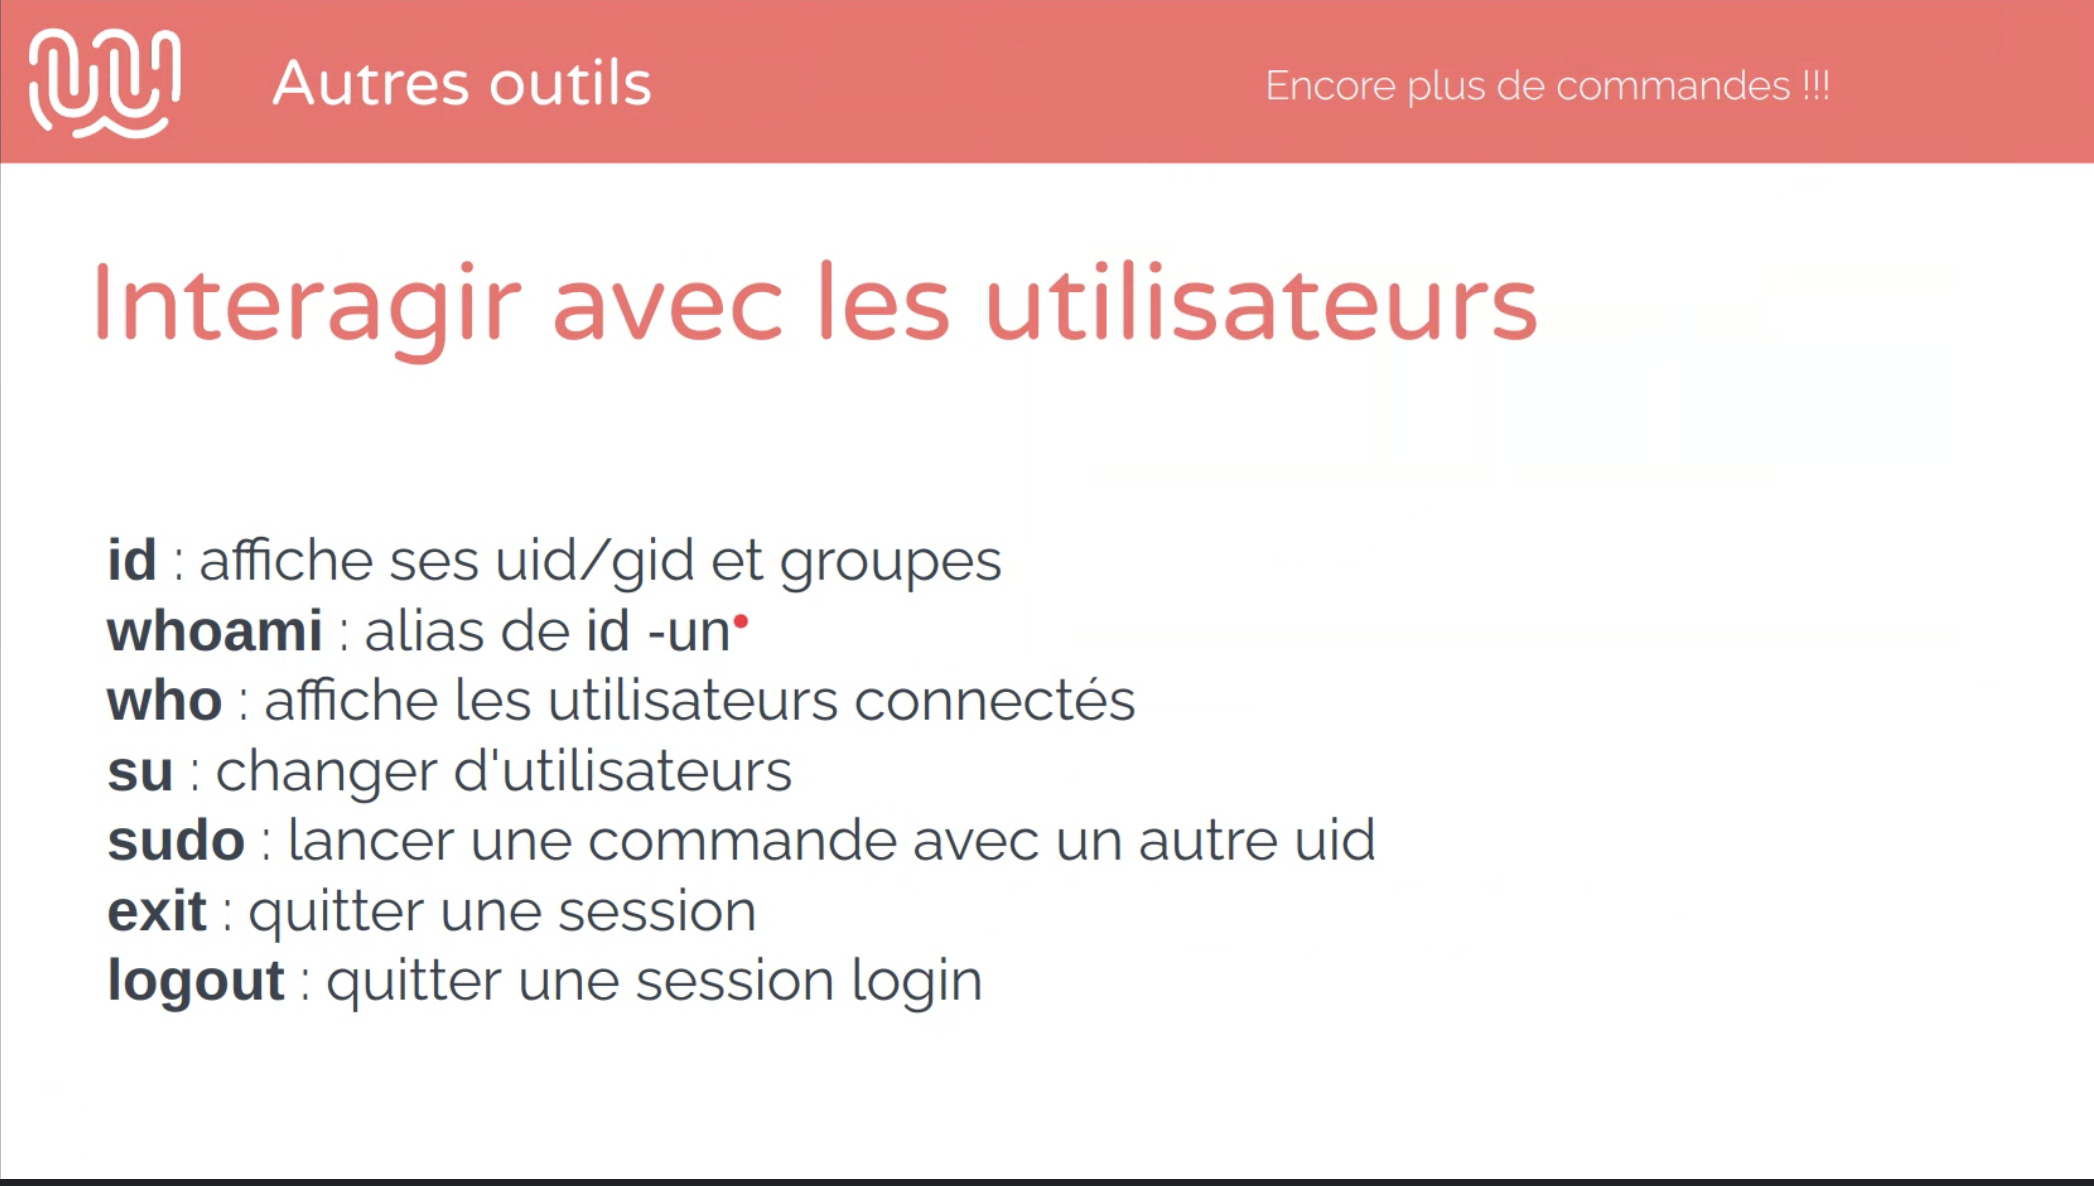 Autres outils
Encore plus de commandes !!!
Interagir avec les utilisateurs
id : affiche ses uid/gid et groupes
whoami : alias de id -un
who : affiche les utilisateurs connectés
su : changer d'utilisateurs
sudo : lancer une commande avec un autre uid
exit : quitter une session
logout : quitter une session login